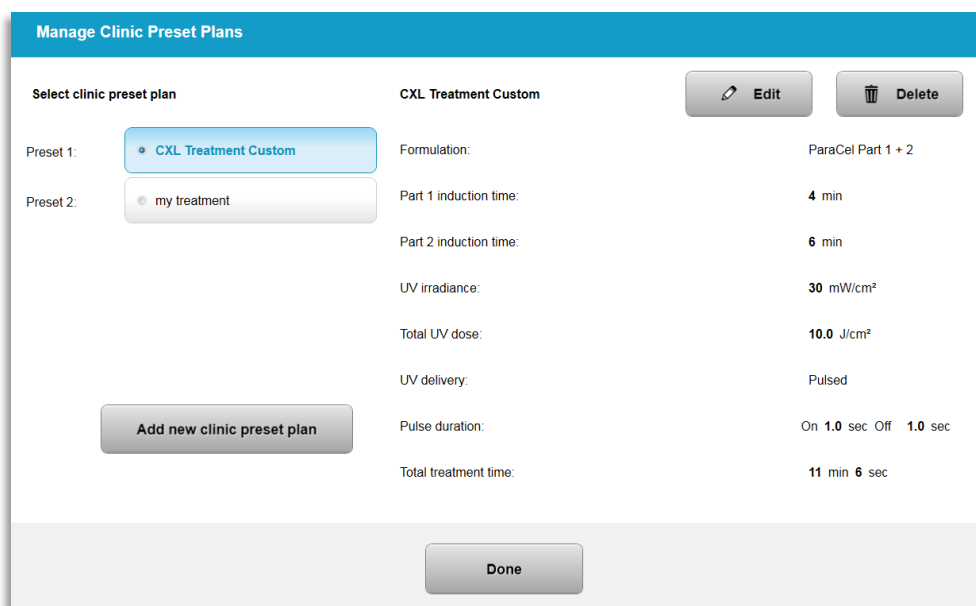 Manage Clinic Preset Plans
Select clinic preset plan
CXL Treatment Custom
Edit
Delete
Preset 1:
CXL Treatment Custom
Formulation:
ParaCel Part 1 + 2
Preset 2:
my treatment
Part 1 induction time:
4 min
Part 2 induction time:
6 min
UV irradiance:
30 mW/cm²
Total UV dose:
10.0 J/cm²
UV delivery:
Pulsed
Add new clinic preset plan
Pulse duration:
On 1.0 sec Off 1.0 sec
Total treatment time:
11 min 6 sec
Done